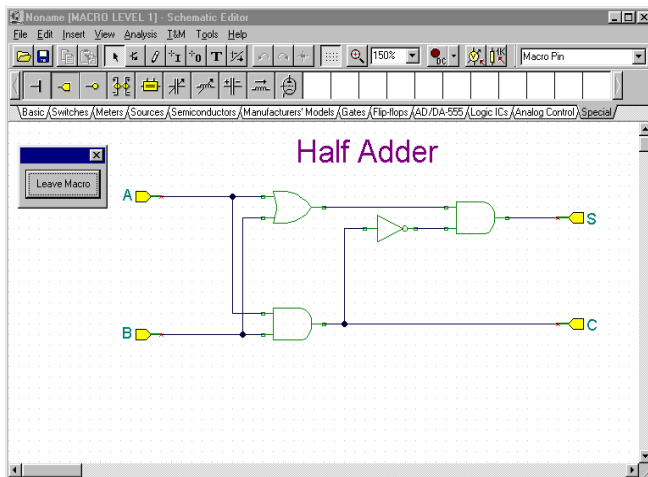 Noname [MACRO LEVEL 1] - Schematic Editor
File Edit Insert View Analysis T&M Tools Help
T 150% DC Macro Pin
Basic Switches Meters Sources Semiconductors Manufacturers' Models Gates Flip-flops AD/DA-555 Logic ICs Analog Control Special
Half Adder
Leave Macro
A
S
B
C